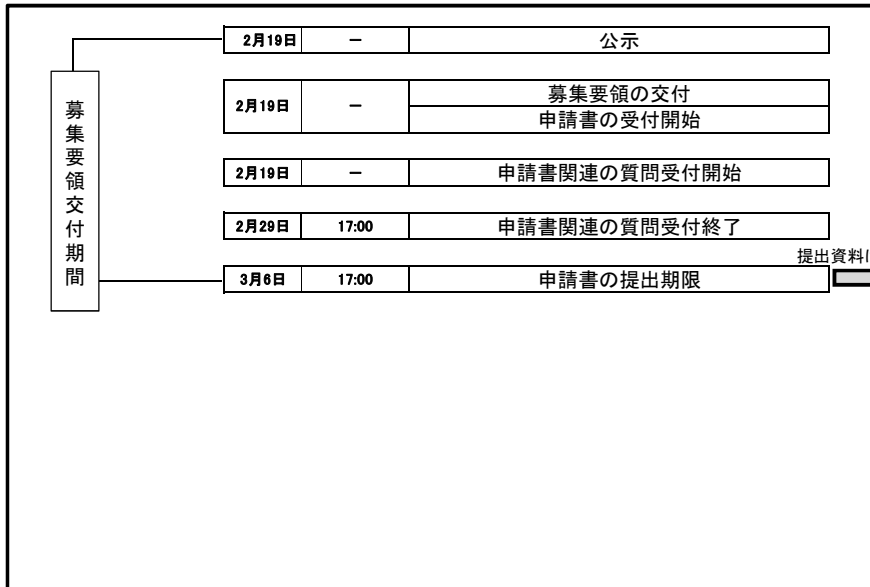 2月19日 － 公示
募集要領交付期間
2月19日 － 募集要領の交付
申請書の受付開始
2月19日 － 申請書関連の質問受付開始
2月29日 17:00 申請書関連の質問受付終了
提出資料
3月6日 17:00 申請書の提出期限